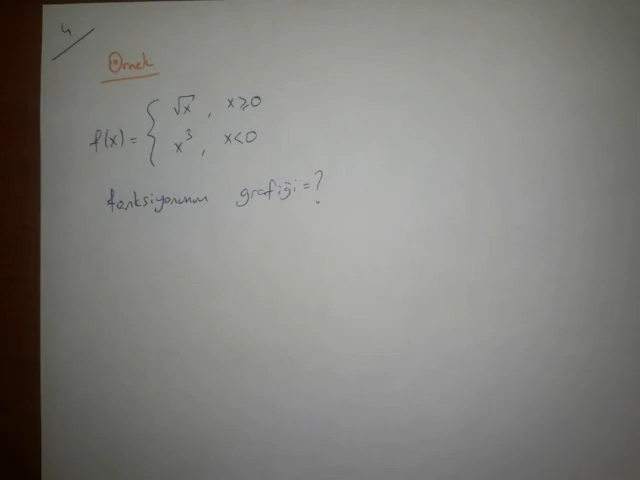 4
Örnek
f(x) = { √x , x ≥ 0
x³ , x < 0
fonksiyonunun grafiği = ?